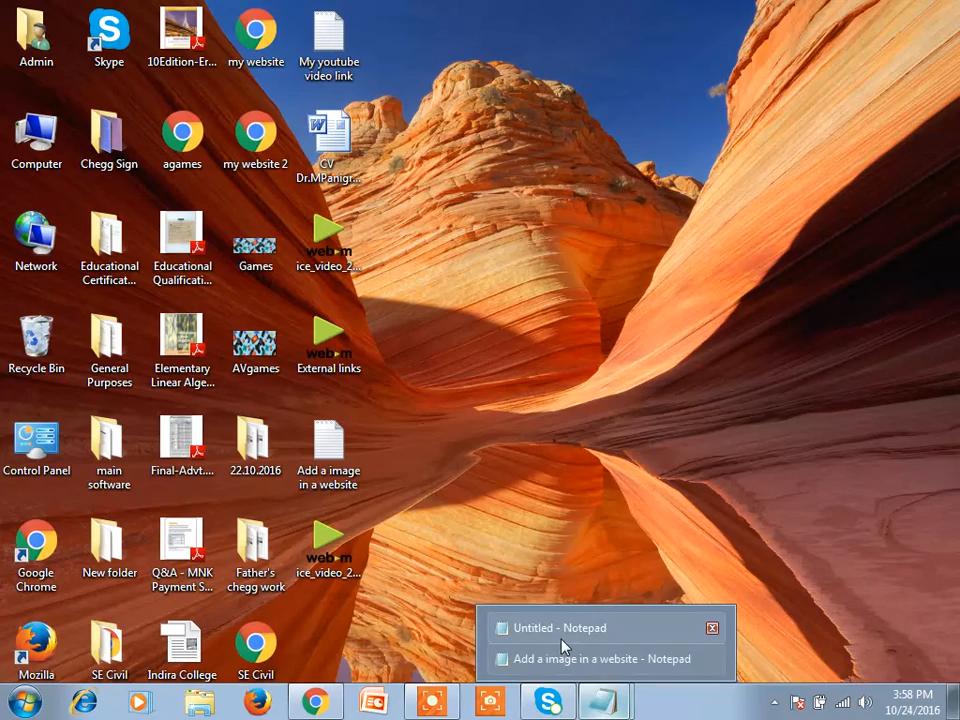 Admin
Skype
10Edition-Er...
my website
My youtube
video link
Computer
Chegg Sign
agames
my website 2
CV
Dr.MPanigr...
Network
Educational
Certificat...
Educational
Qualificati...
Games
web-m
ice_video_2...
Recycle Bin
General
Purposes
Elementary
Linear Alge...
AVgames
web-m
External links
Control Panel
main
software
Final-Advt....
22.10.2016
Add a image
in a website
Google
Chrome
New folder
Q&A - MNK
Payment S...
Father's
chegg work
web-m
ice_video_2...
Mozilla
SE Civil
Indira College
SE Civil
Untitled - Notepad
Add a image in a website - Notepad
3:58 PM
10/24/2016